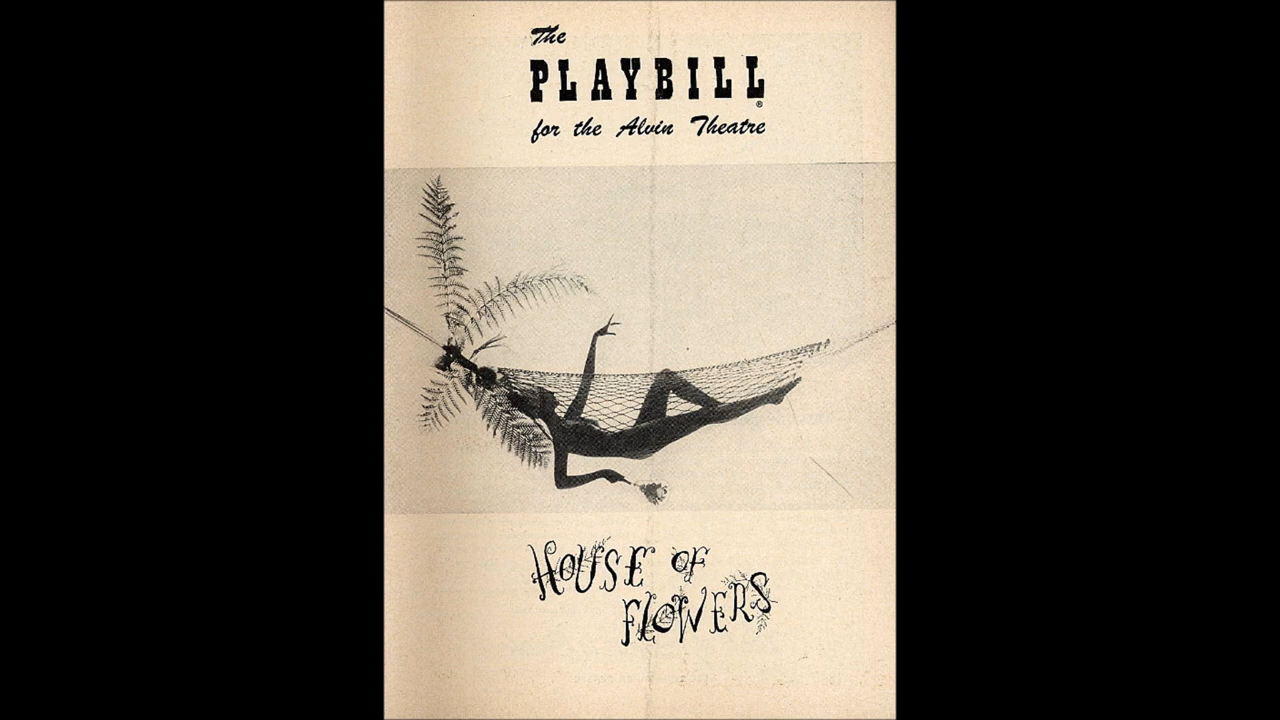 The
PLAYBILL®
for the Alvin Theatre
HOUSE OF
FLOWERS